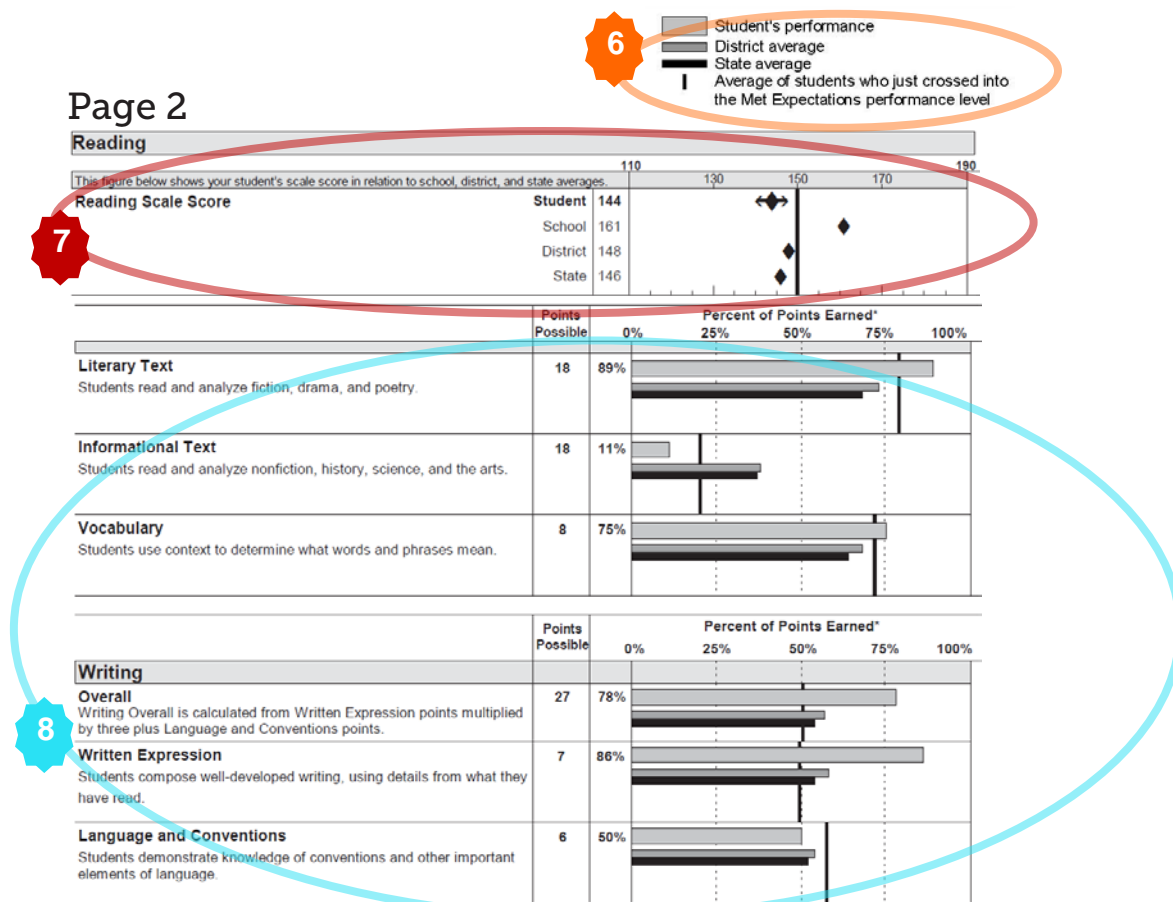 6
Student's performance
District average
State average
Average of students who just crossed into
the Met Expectations performance level
Page 2
Reading
110 190
This figure below shows your student's scale score in relation to school, district, and state averages. 130 150 170
Reading Scale Score Student 144
School 161
7
District 148
State 146
Points Percent of Points Earned*
Possible 0% 25% 50% 75% 100%
Literary Text 18 89%
Students read and analyze fiction, drama, and poetry.
Informational Text 18 11%
Students read and analyze nonfiction, history, science, and the arts.
Vocabulary 8 75%
Students use context to determine what words and phrases mean.
Points Percent of Points Earned*
Possible 0% 25% 50% 75% 100%
Writing
Overall 27 78%
Writing Overall is calculated from Written Expression points multiplied
by three plus Language and Conventions points.
8
Written Expression 7 86%
Students compose well-developed writing, using details from what they
have read.
Language and Conventions 6 50%
Students demonstrate knowledge of conventions and other important
elements of language.